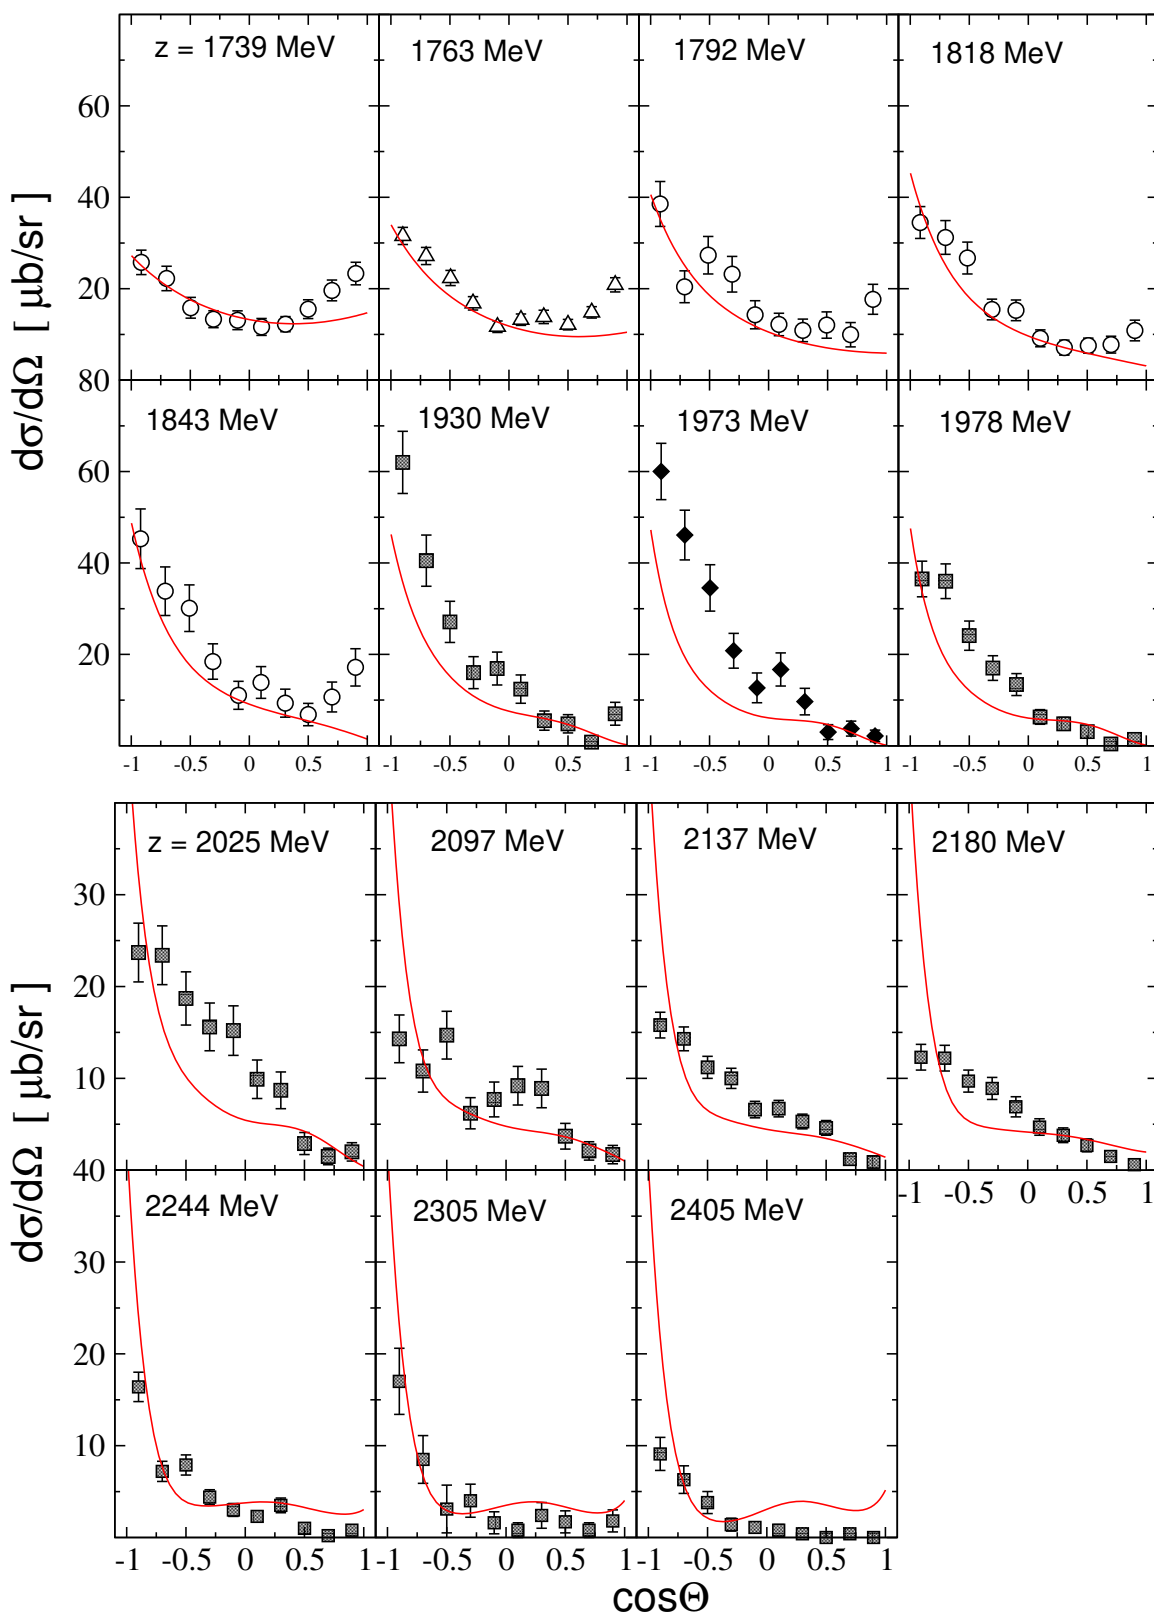 z = 1739 MeV 1763 MeV 1792 MeV 1818 MeV
60
40
20
80
dσ/dΩ [ μb/sr ]
1843 MeV 1930 MeV 1973 MeV 1978 MeV
60
40
20
-1 -0.5 0 0.5 1 -1 -0.5 0 0.5 1 -1 -0.5 0 0.5 1 -1 -0.5 0 0.5 1
z = 2025 MeV 2097 MeV 2137 MeV 2180 MeV
30
20
10
40
-1 -0.5 0 0.5 1
dσ/dΩ [ μb/sr ]
2244 MeV 2305 MeV 2405 MeV
30
20
10
-1 -0.5 0 0.5 1 -0.5 0 0.5 1 -1 -0.5 0 0.5 1
cosΘ